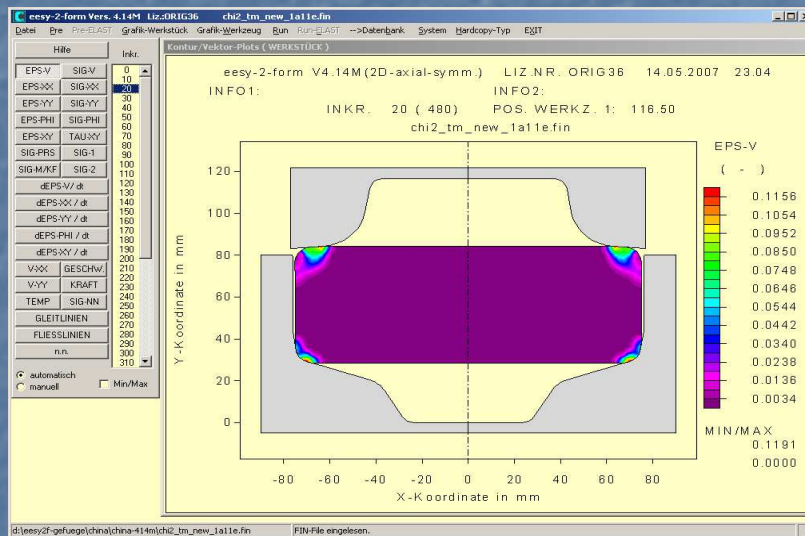 eesy-2-form Vers. 4.14M Liz.:ORIG36 chi2_tm_new_1a11e.fin
Datei Pre Pre-ELAST Grafik-Werkstück Grafik-Werkzeug Run Run-ELAST -->Datenbank System Hardcopy-Typ EXIT
Hilfe
Inkr.
EPS-V SIG-V
EPS-XX SIG-XX
EPS-YY SIG-YY
EPS-PHI SIG-PHI
EPS-XY TAU-XY
SIG-PRS SIG-1
SIG-M/KF SIG-2
dEPS-V/ dt
dEPS-XX / dt
dEPS-YY / dt
dEPS-PHI / dt
dEPS-XY / dt
V-XX GESCHW.
V-YY KRAFT
TEMP SIG-NN
GLEITLINIEN
FLIESSLINIEN
n.n.
automatisch
manuell
Min/Max
0
10
20
30
40
50
60
70
80
90
100
110
120
130
140
150
160
170
180
190
200
210
220
230
240
250
260
270
280
290
300
310
Kontur/Vektor-Plots ( WERKSTÜCK )
eesy-2-form V4.14M(2D-axial-symm.) LIZ.NR. ORIG36 14.05.2007 23.04
INFO1: INFO2:
INKR. 20 ( 480) POS. WERKZ. 1: 116.50
chi2_tm_new_1a11e.fin
Y-Koordinate in mm
120
100
80
60
40
20
0
-80 -60 -40 -20 0 20 40 60 80
X-Koordinate in mm
EPS-V
( - )
0.1156
0.1054
0.0952
0.0850
0.0748
0.0646
0.0544
0.0442
0.0340
0.0238
0.0136
0.0034
MIN/MAX
0.1191
0.0000
d:\eesy2f-gefuege\china\china-414m\chi2_tm_new_1a11e.fin
FIN-File eingelesen.